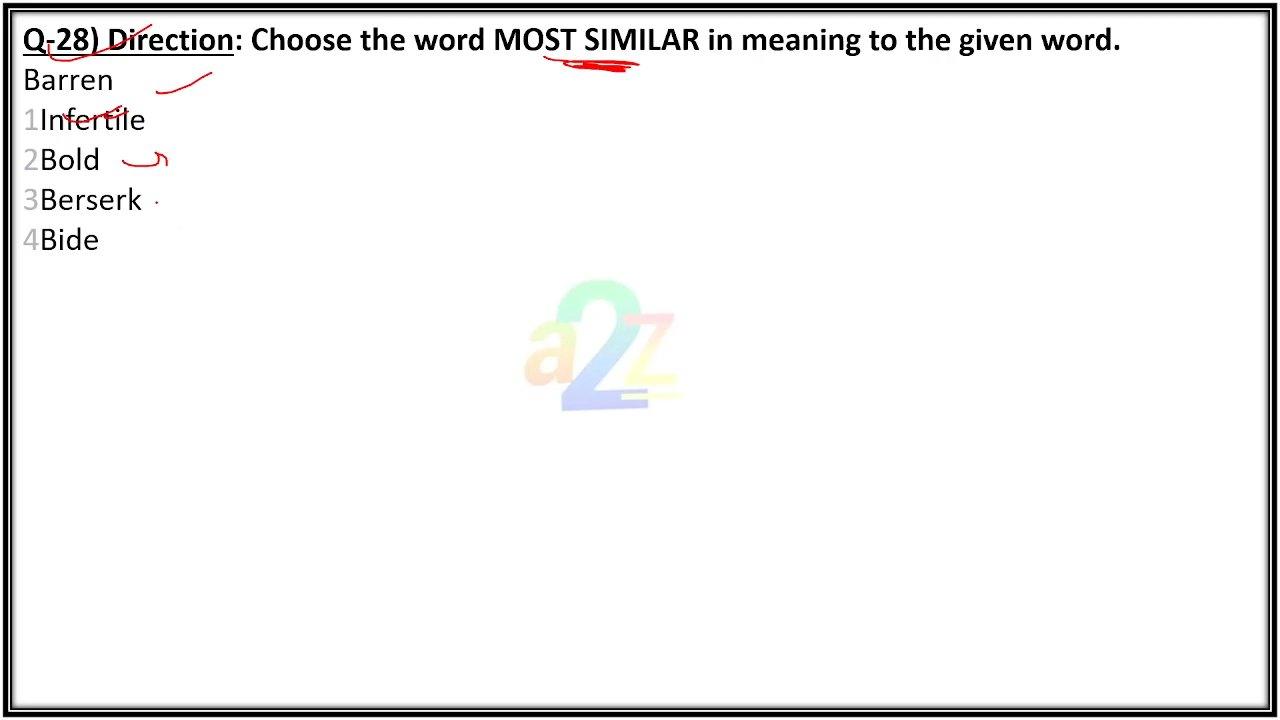 Q-28) Direction: Choose the word MOST SIMILAR in meaning to the given word.
Barren
1Infertile
2Bold
3Berserk
4Bide
a2z